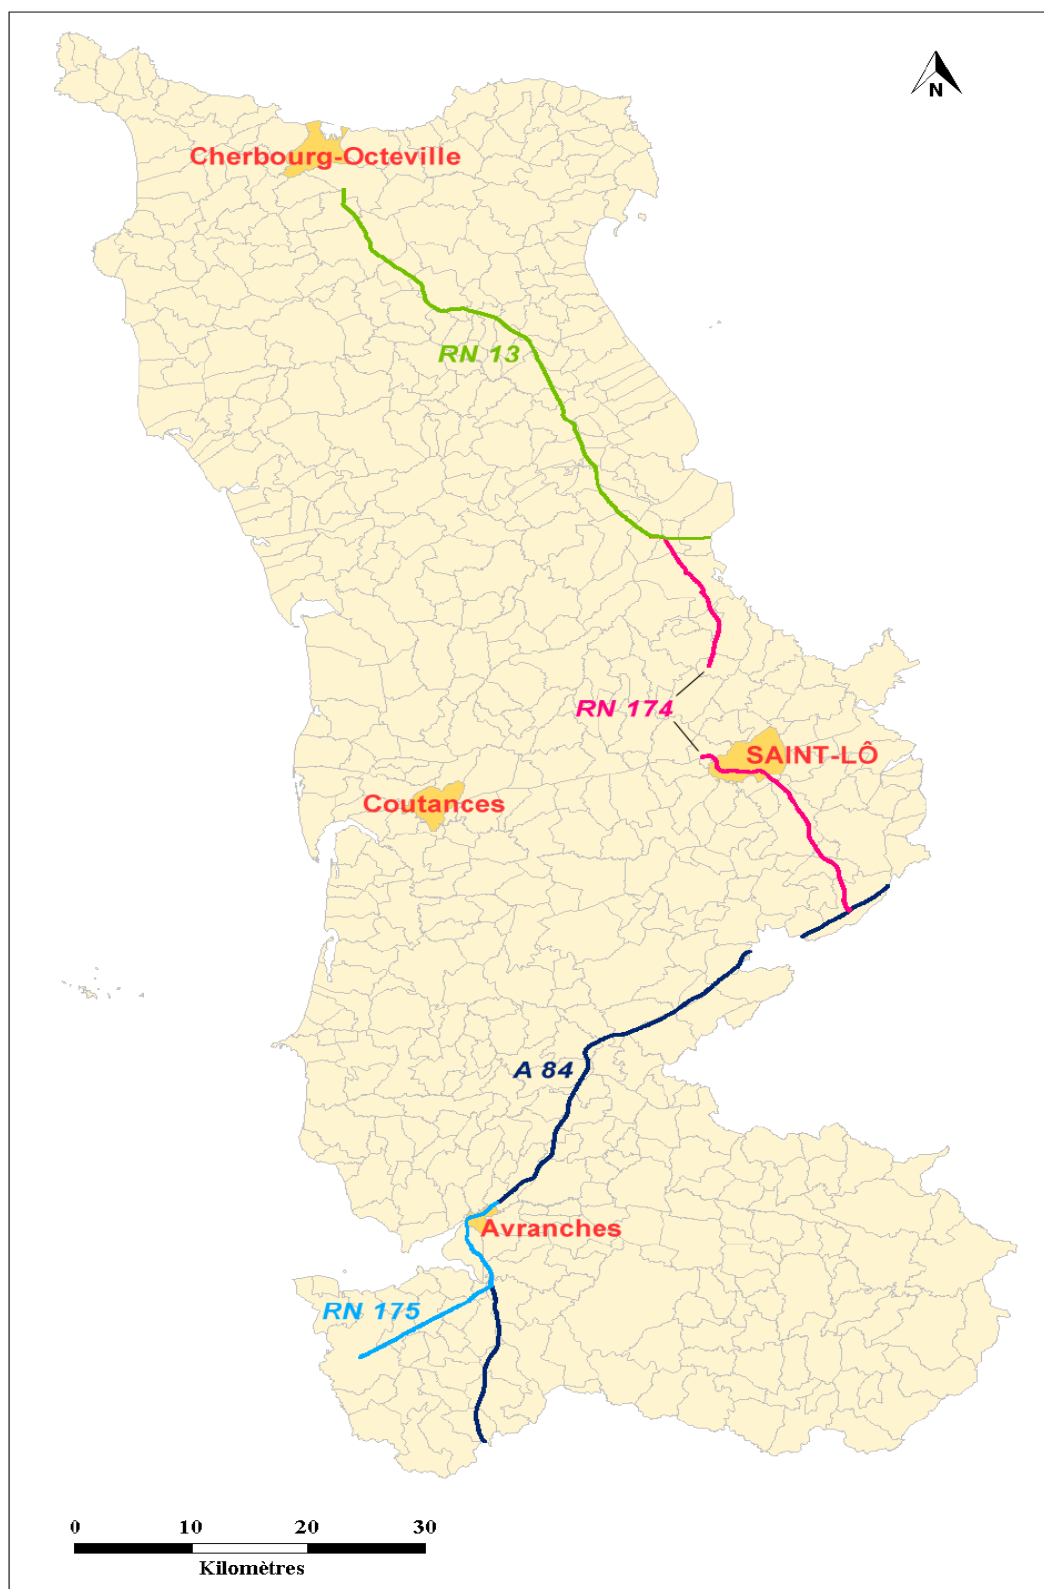 N
Cherbourg-Octeville
RN 13
RN 174
SAINT-LÔ
Coutances
A 84
Avranches
RN 175
0 10 20 30
Kilomètres